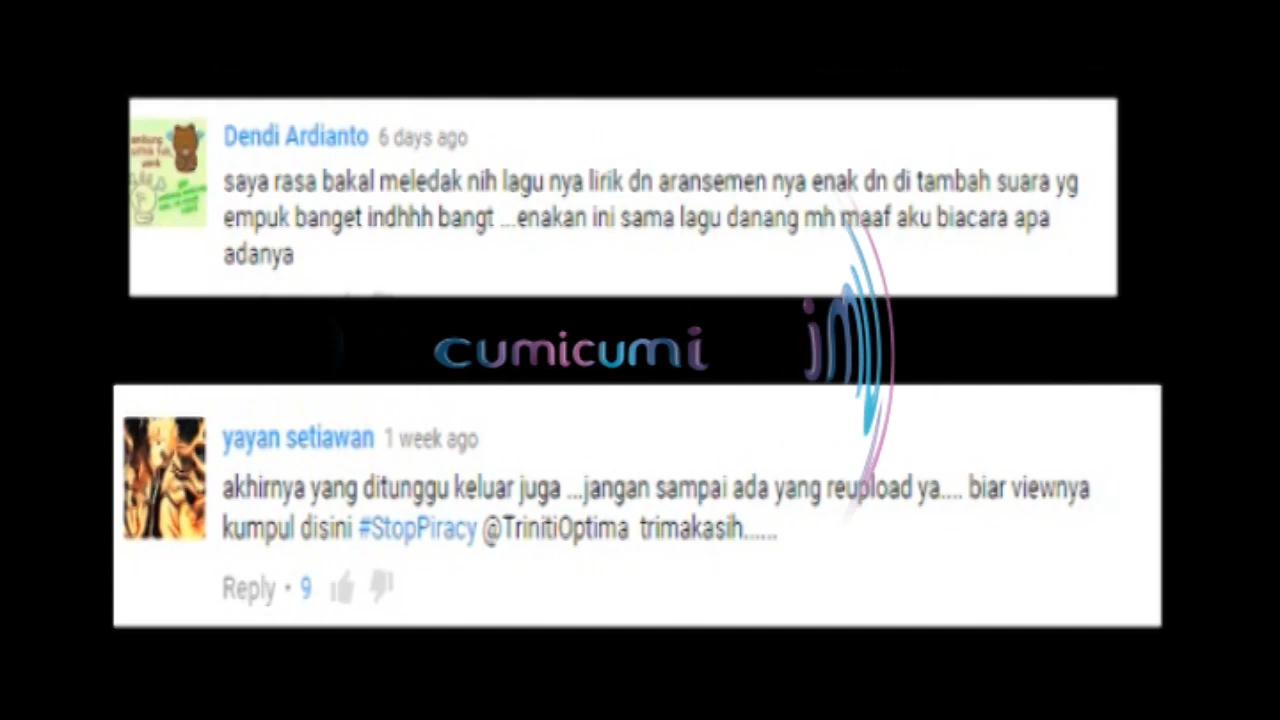 Dendi Ardianto 6 days ago
saya rasa bakal meledak nih lagu nya lirik dn aransemen nya enak dn di tambah suara yg
empuk banget indhhh bangt ...enakan ini sama lagu danang mh maaf aku biacara apa
adanya
cumicumi
yayan setiawan 1 week ago
akhirnya yang ditunggu keluar juga ...jangan sampai ada yang reupload ya.... biar viewnya
kumpul disini #StopPiracy @TrinitiOptima trimakasih......
Reply · 9